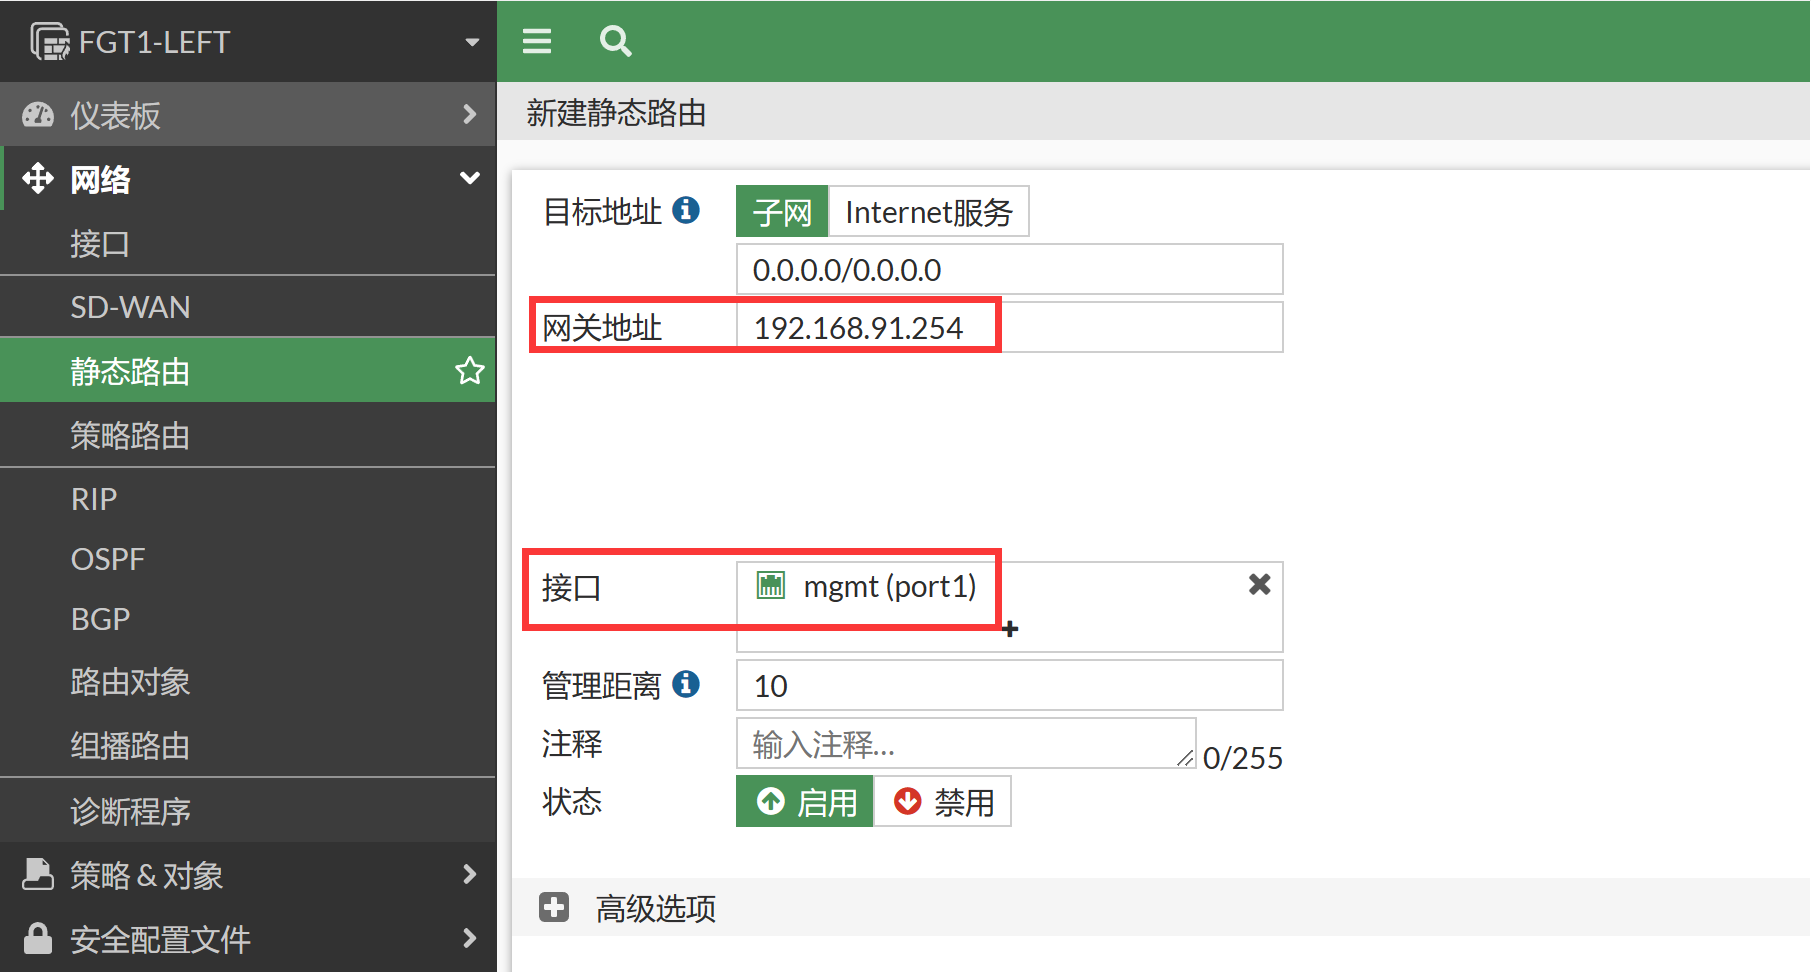 FGT1-LEFT
仪表板
网络
接口
SD-WAN
静态路由
策略路由
RIP
OSPF
BGP
路由对象
组播路由
诊断程序
策略 & 对象
安全配置文件
新建静态路由
目标地址 子网 Internet服务
0.0.0.0/0.0.0.0
网关地址 192.168.91.254
接口 mgmt (port1)
管理距离 10
注释 输入注释... 0/255
状态 启用 禁用
高级选项